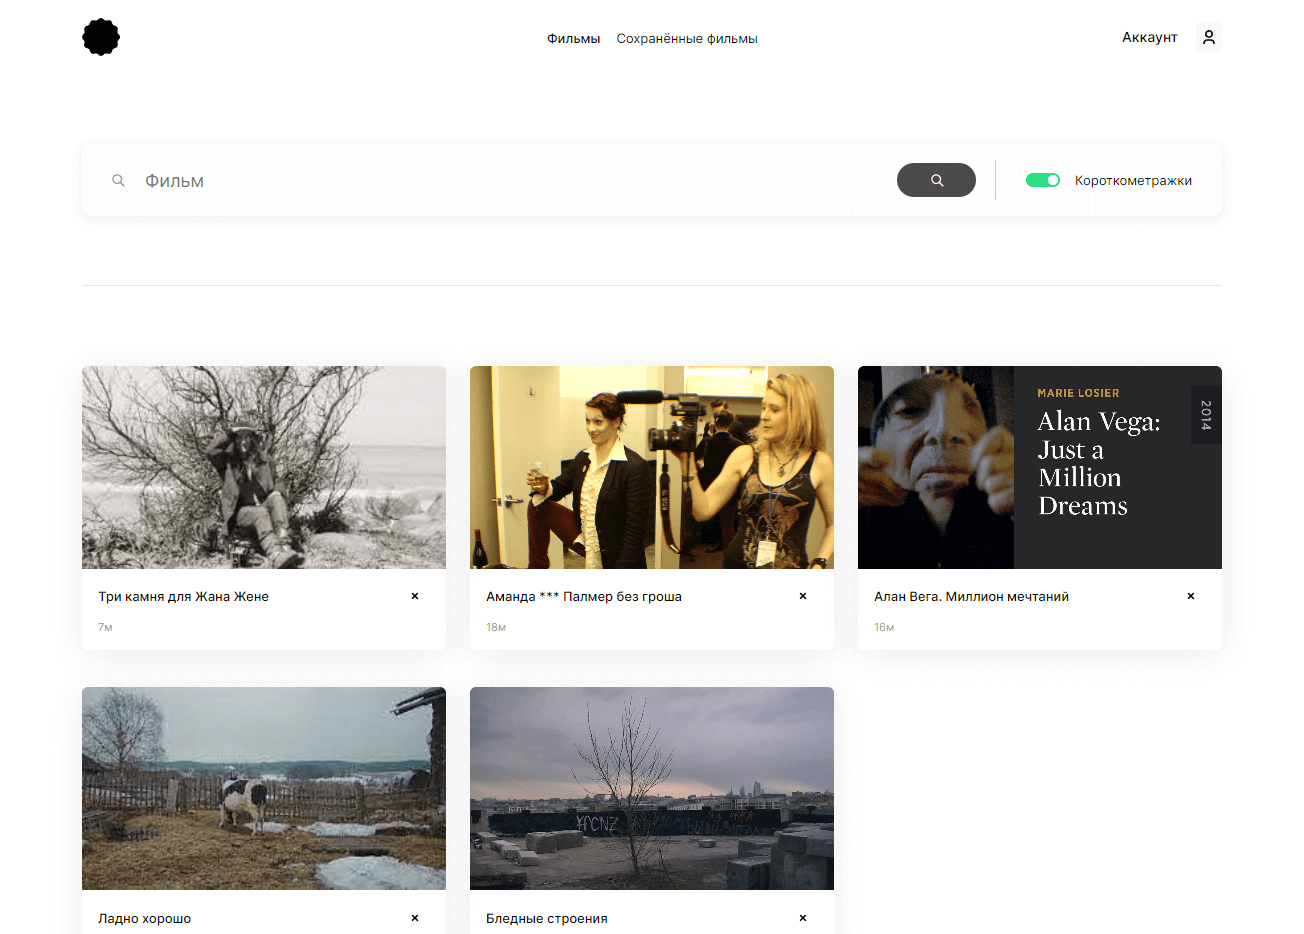 Фильмы Сохранённые фильмы Аккаунт
Фильм Короткометражки
MARIE LOSIER
Alan Vega:
Just a
Million
Dreams
2014
Три камня для Жана Жене
7м
Аманда *** Палмер без гроша
18м
Алан Вега. Миллион мечтаний
16м
Ладно хорошо
Бледные строения